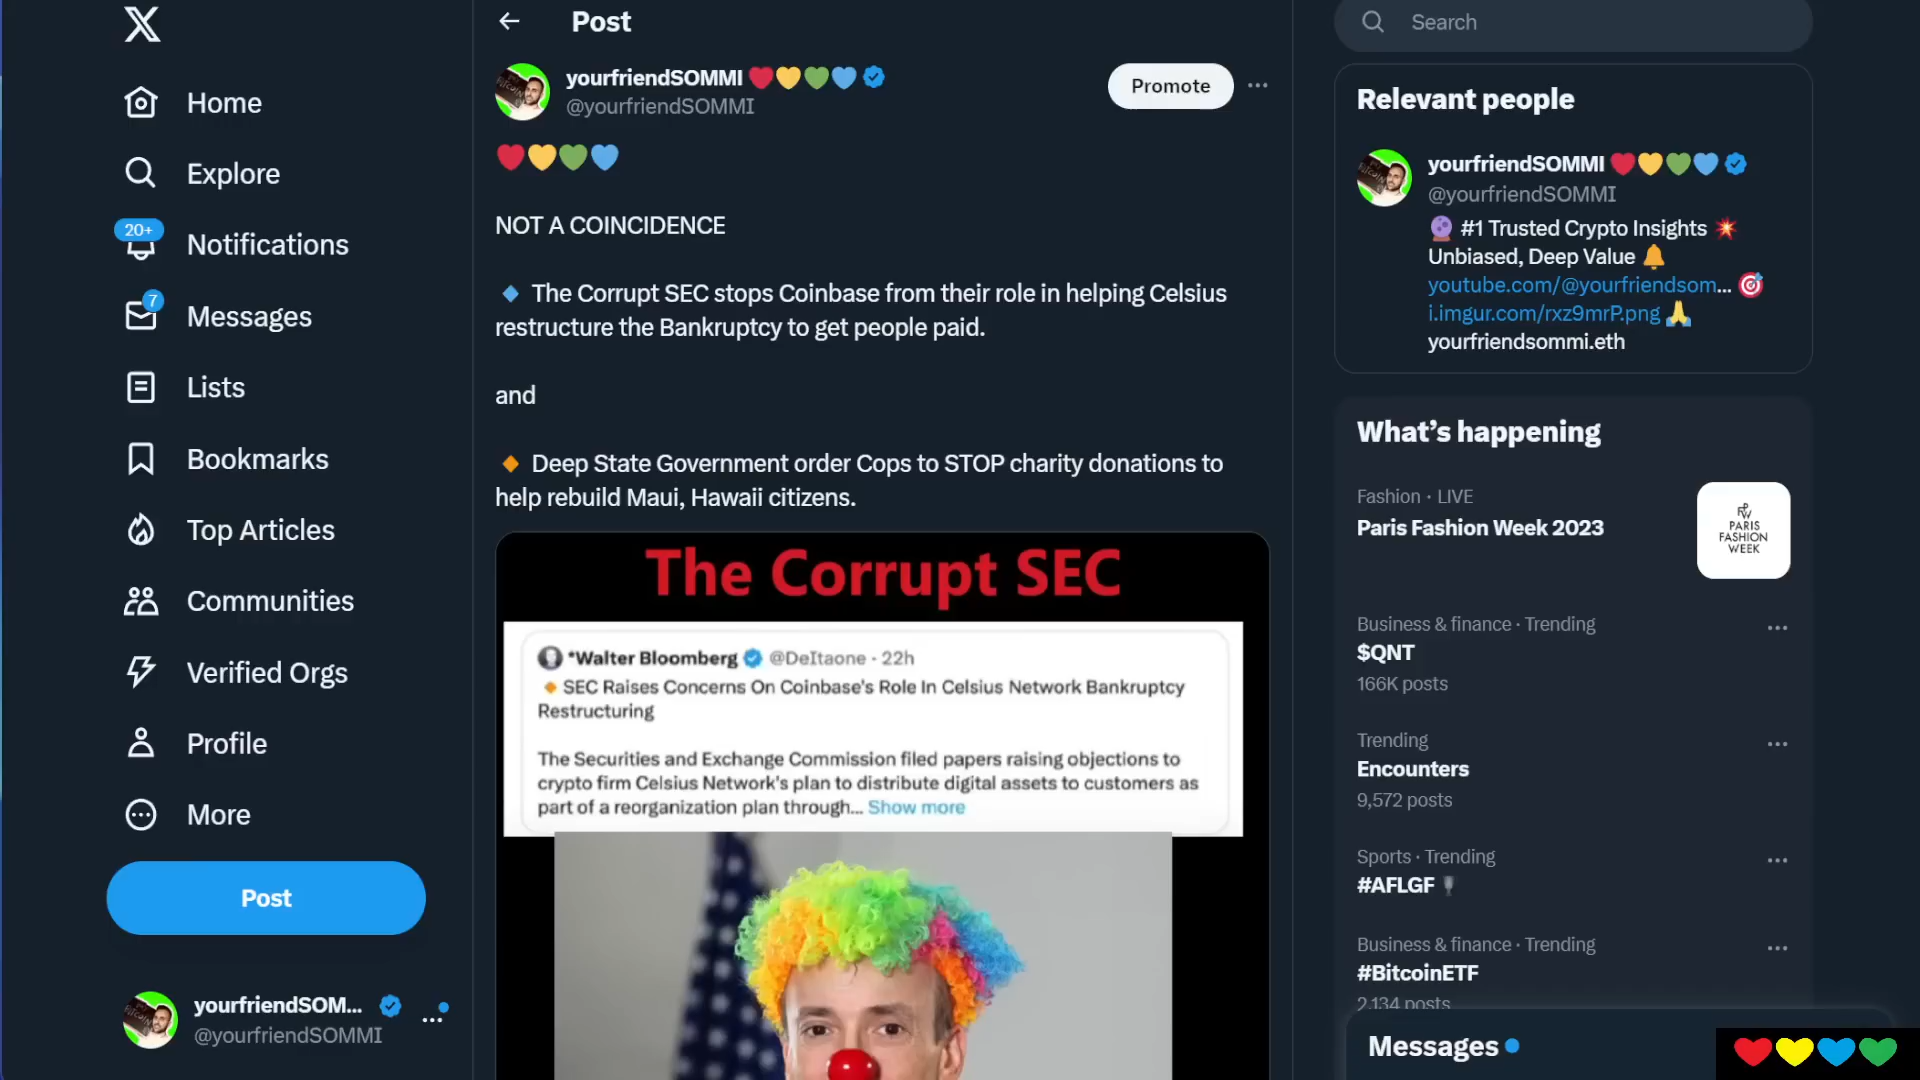 Home
Explore
20+
Notifications
7
Messages
Lists
Bookmarks
Top Articles
Communities
Verified Orgs
Profile
More
Post
yourfriendSOM...
@yourfriendSOMMI
Post
yourfriendSOMMI
@yourfriendSOMMI
Promote
NOT A COINCIDENCE
The Corrupt SEC stops Coinbase from their role in helping Celsius
restructure the Bankruptcy to get people paid.
and
Deep State Government order Cops to STOP charity donations to
help rebuild Maui, Hawaii citizens.
The Corrupt SEC
*Walter Bloomberg @DeItaone · 22h
SEC Raises Concerns On Coinbase's Role In Celsius Network Bankruptcy
Restructuring
The Securities and Exchange Commission filed papers raising objections to
crypto firm Celsius Network's plan to distribute digital assets to customers as
part of a reorganization plan through... Show more
Search
Relevant people
yourfriendSOMMI
@yourfriendSOMMI
#1 Trusted Crypto Insights
Unbiased, Deep Value
youtube.com/@yourfriendsom...
i.imgur.com/rxz9mrP.png
yourfriendsommi.eth
What's happening
Fashion · LIVE
Paris Fashion Week 2023
PARIS
FASHION
WEEK
Business & finance · Trending
$QNT
166K posts
Trending
Encounters
9,572 posts
Sports · Trending
#AFLGF
Business & finance · Trending
#BitcoinETF
2,134 posts
Messages